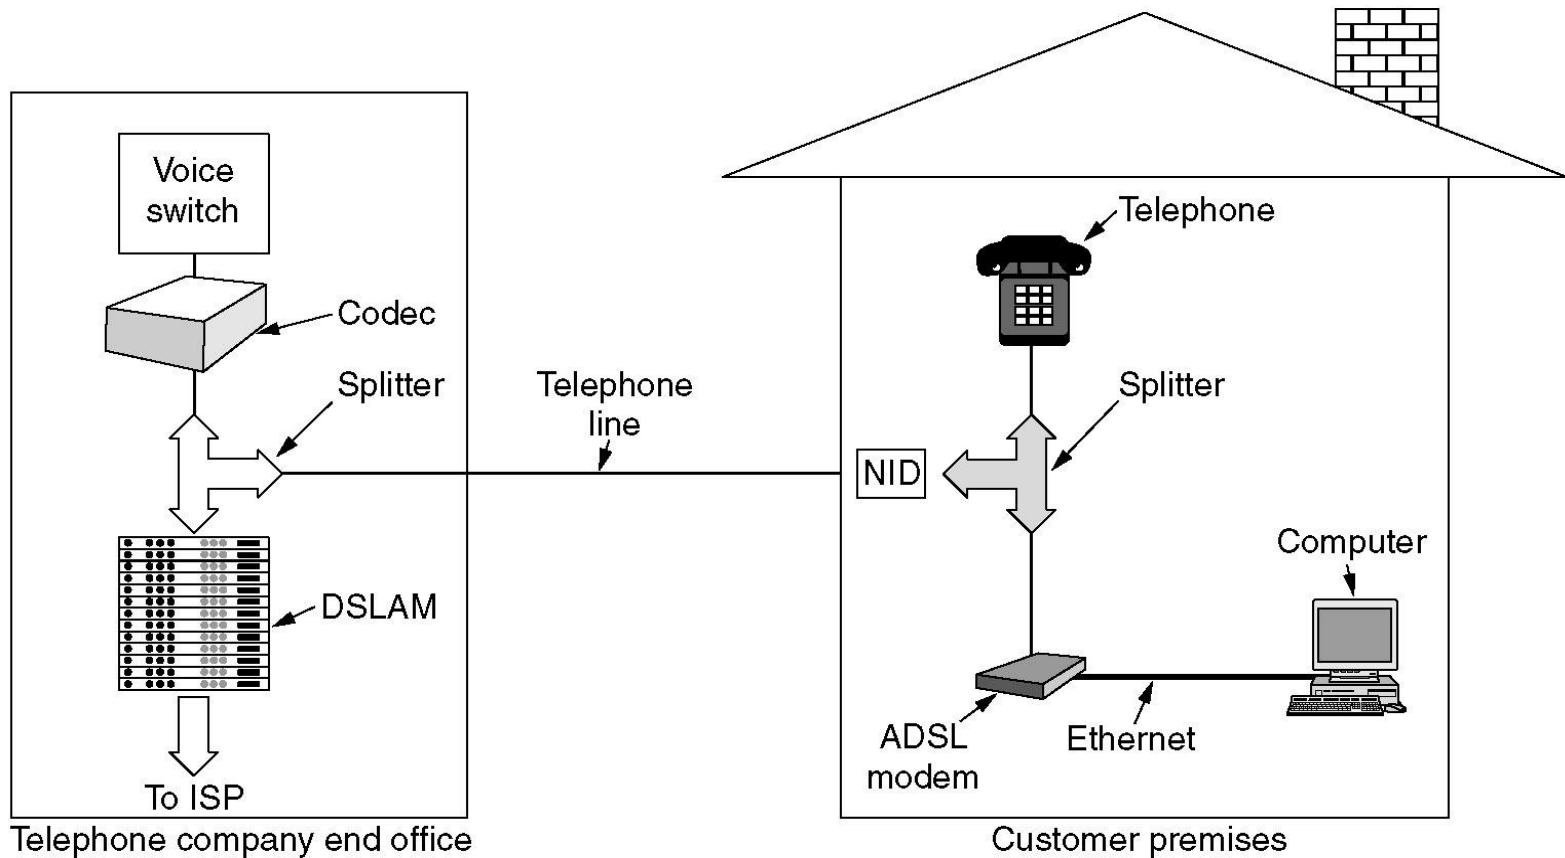 Voice
switch
Codec
Splitter
DSLAM
To ISP
Telephone company end office
Telephone
line
Telephone
Splitter
NID
Computer
ADSL
modem
Ethernet
Customer premises